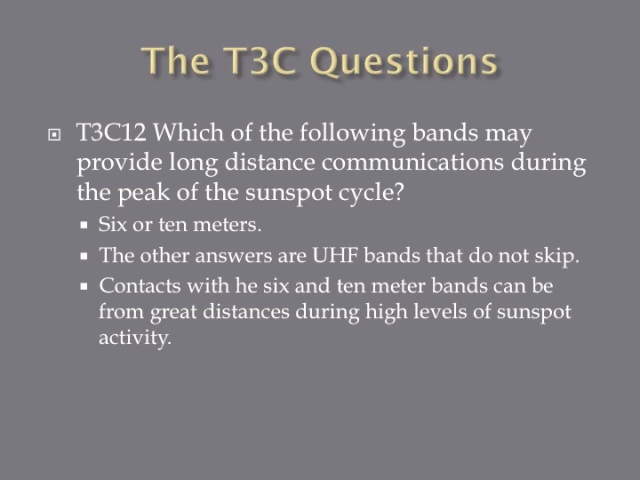 The T3C Questions
T3C12 Which of the following bands may
provide long distance communications during
the peak of the sunspot cycle?
Six or ten meters.
The other answers are UHF bands that do not skip.
Contacts with he six and ten meter bands can be
from great distances during high levels of sunspot
activity.